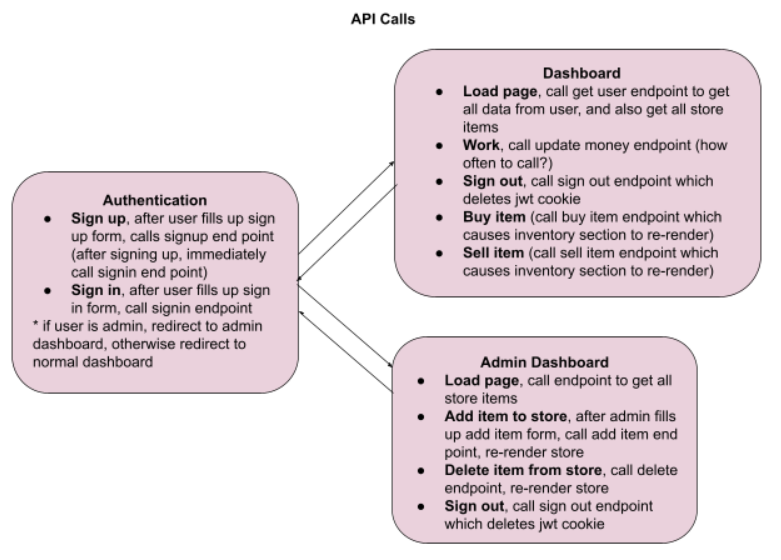 API Calls
Authentication
● Sign up, after user fills up sign
up form, calls signup end point
(after signing up, immediately
call signin end point)
● Sign in, after user fills up sign
in form, call signin endpoint
* if user is admin, redirect to admin
dashboard, otherwise redirect to
normal dashboard
Dashboard
● Load page, call get user endpoint to get
all data from user, and also get all store
items
● Work, call update money endpoint (how
often to call?)
● Sign out, call sign out endpoint which
deletes jwt cookie
● Buy item (call buy item endpoint which
causes inventory section to re-render)
● Sell item (call sell item endpoint which
causes inventory section to re-render)
Admin Dashboard
● Load page, call endpoint to get all
store items
● Add item to store, after admin fills
up add item form, call add item end
point, re-render store
● Delete item from store, call delete
endpoint, re-render store
● Sign out, call sign out endpoint
which deletes jwt cookie